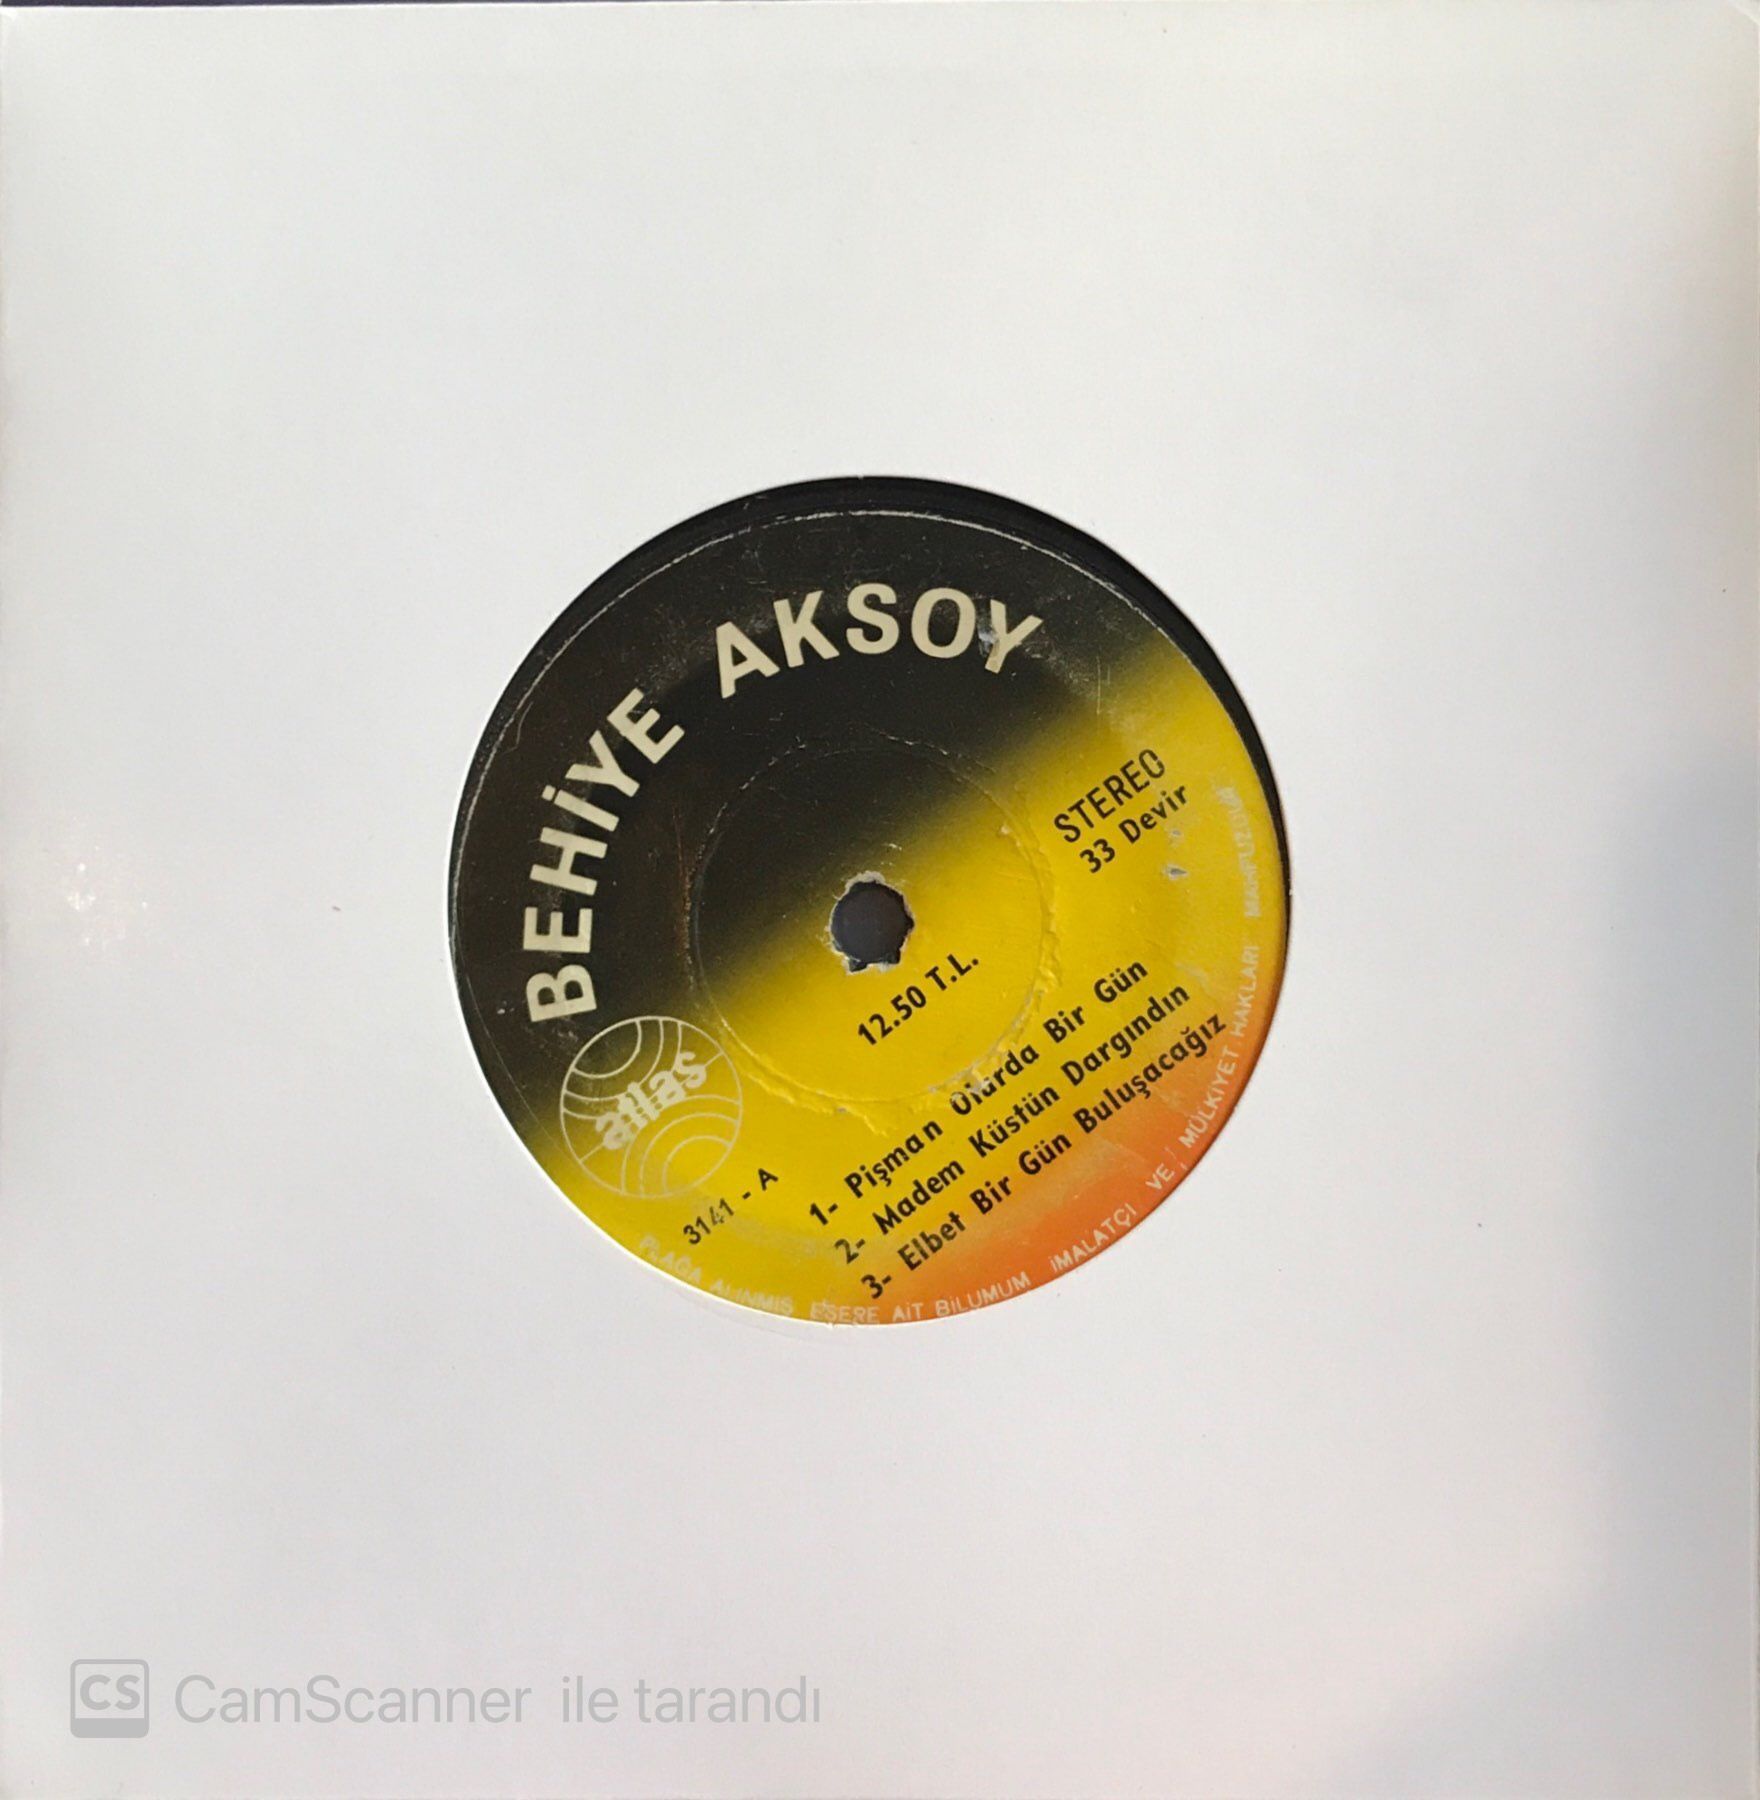 BEHİYE AKSOY
STEREO
33 Devir
12.50 T.L.
atlas
3141 - A
1- Pişman Olurda Bir Gün
2- Madem Küstün Dargındın
3- Elbet Bir Gün Buluşacağız
PLAĞA ALINMIŞ ESERE AİT BİLUMUM İMALATÇI VE MÜLKİYET HAKLARI MAHFUZDUR
CS CamScanner ile tarandı